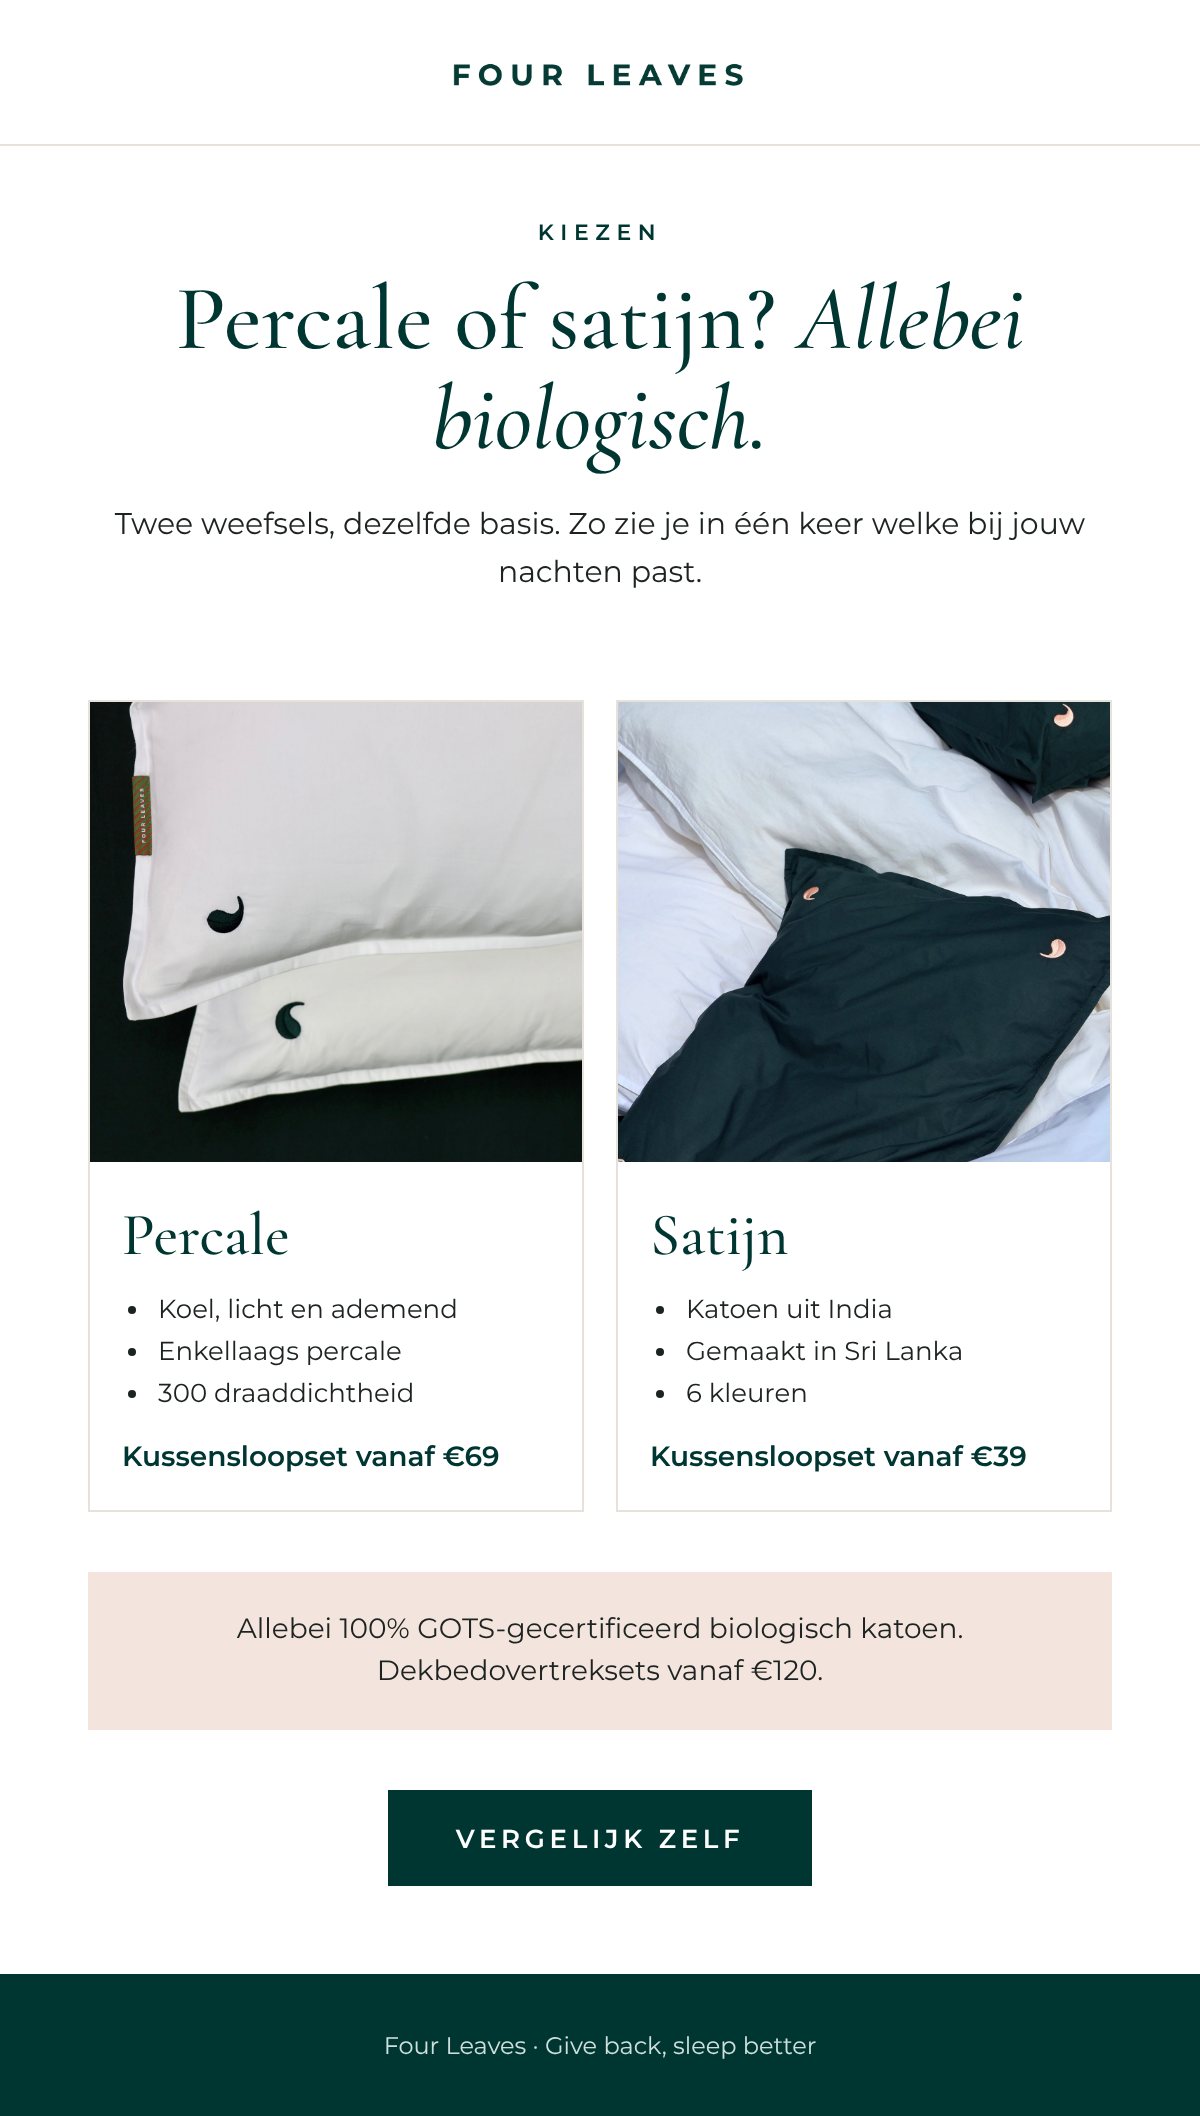 FOUR LEAVES
KIEZEN
Percale of satijn? Allebei
biologisch.
Twee weefsels, dezelfde basis. Zo zie je in één keer welke bij jouw
nachten past.
FOUR LEAVES
Percale
• Koel, licht en ademend
• Enkellaags percale
• 300 draaddichtheid
Kussensloopset vanaf €69
Satijn
• Katoen uit India
• Gemaakt in Sri Lanka
• 6 kleuren
Kussensloopset vanaf €39
Allebei 100% GOTS-gecertificeerd biologisch katoen.
Dekbedovertreksets vanaf €120.
VERGELIJK ZELF
Four Leaves · Give back, sleep better